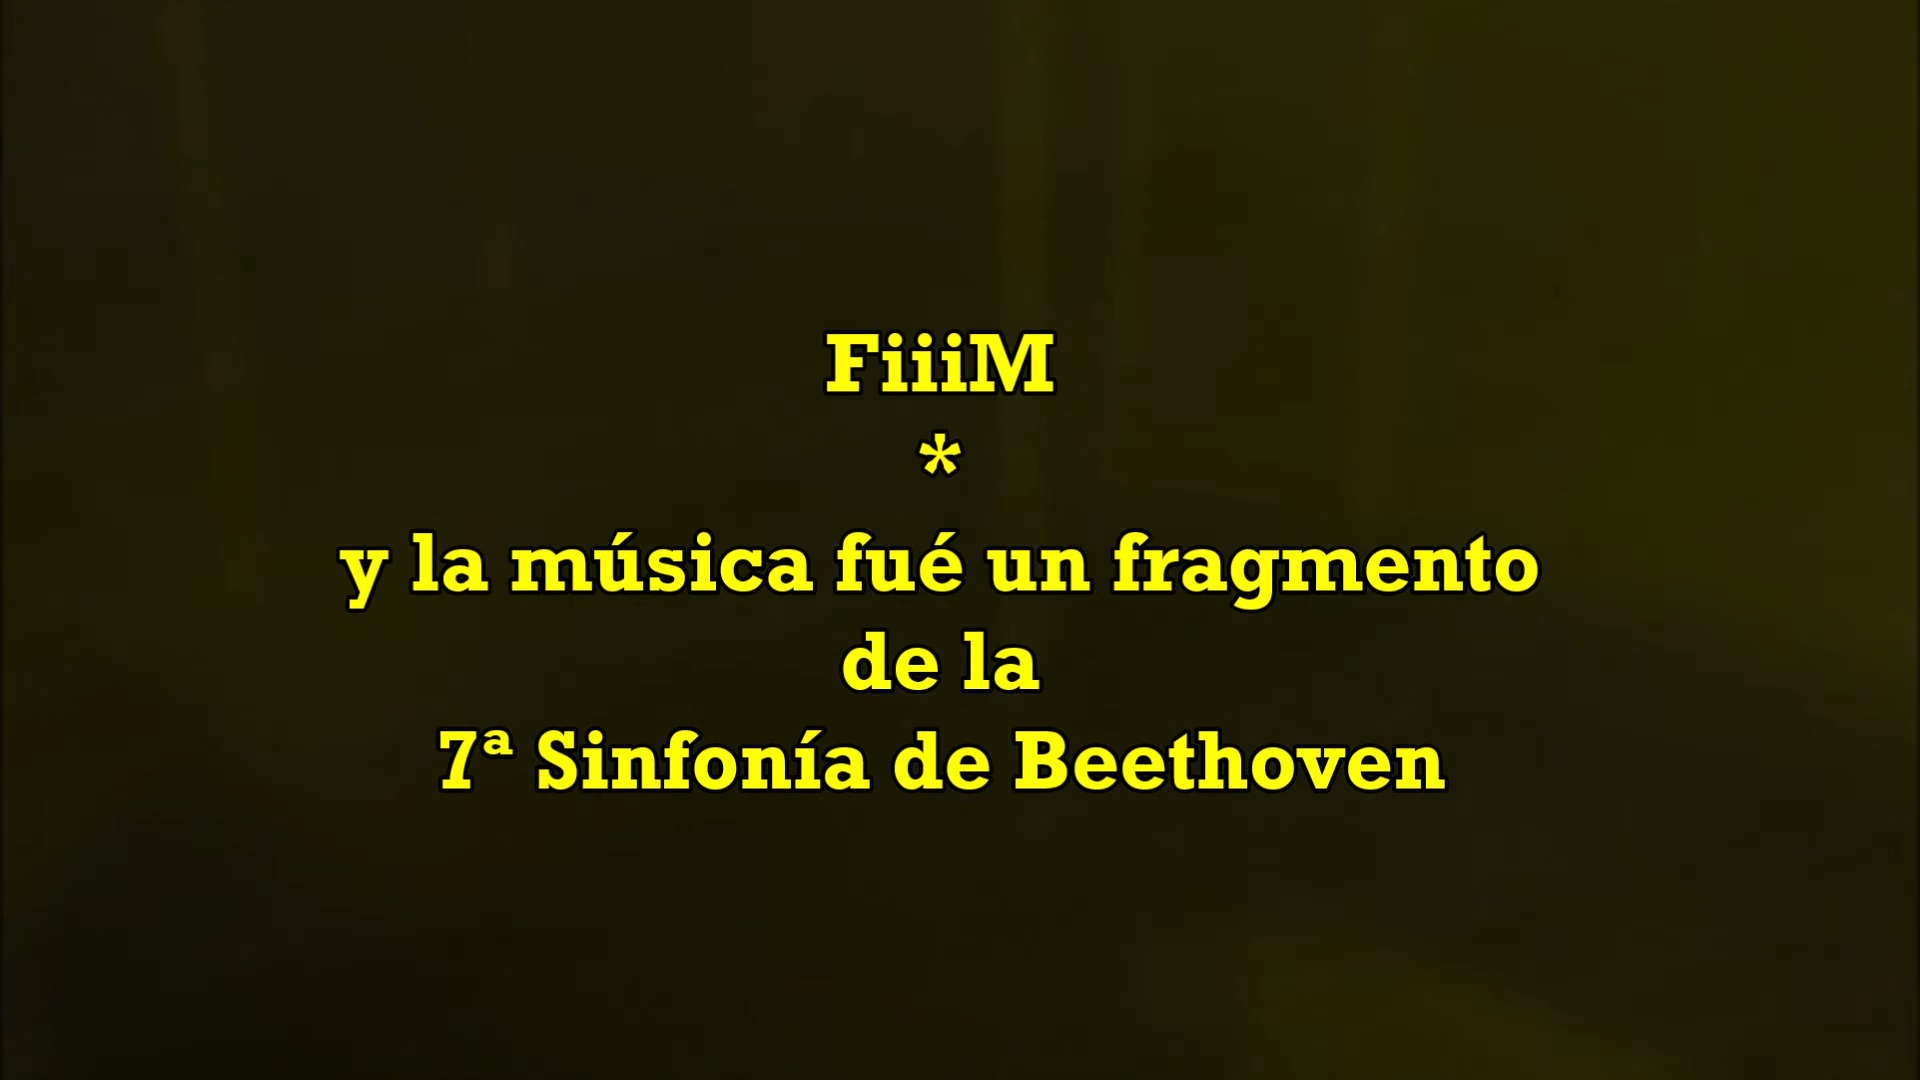 FiiiM
*
y la música fué un fragmento
de la
7ª Sinfonía de Beethoven